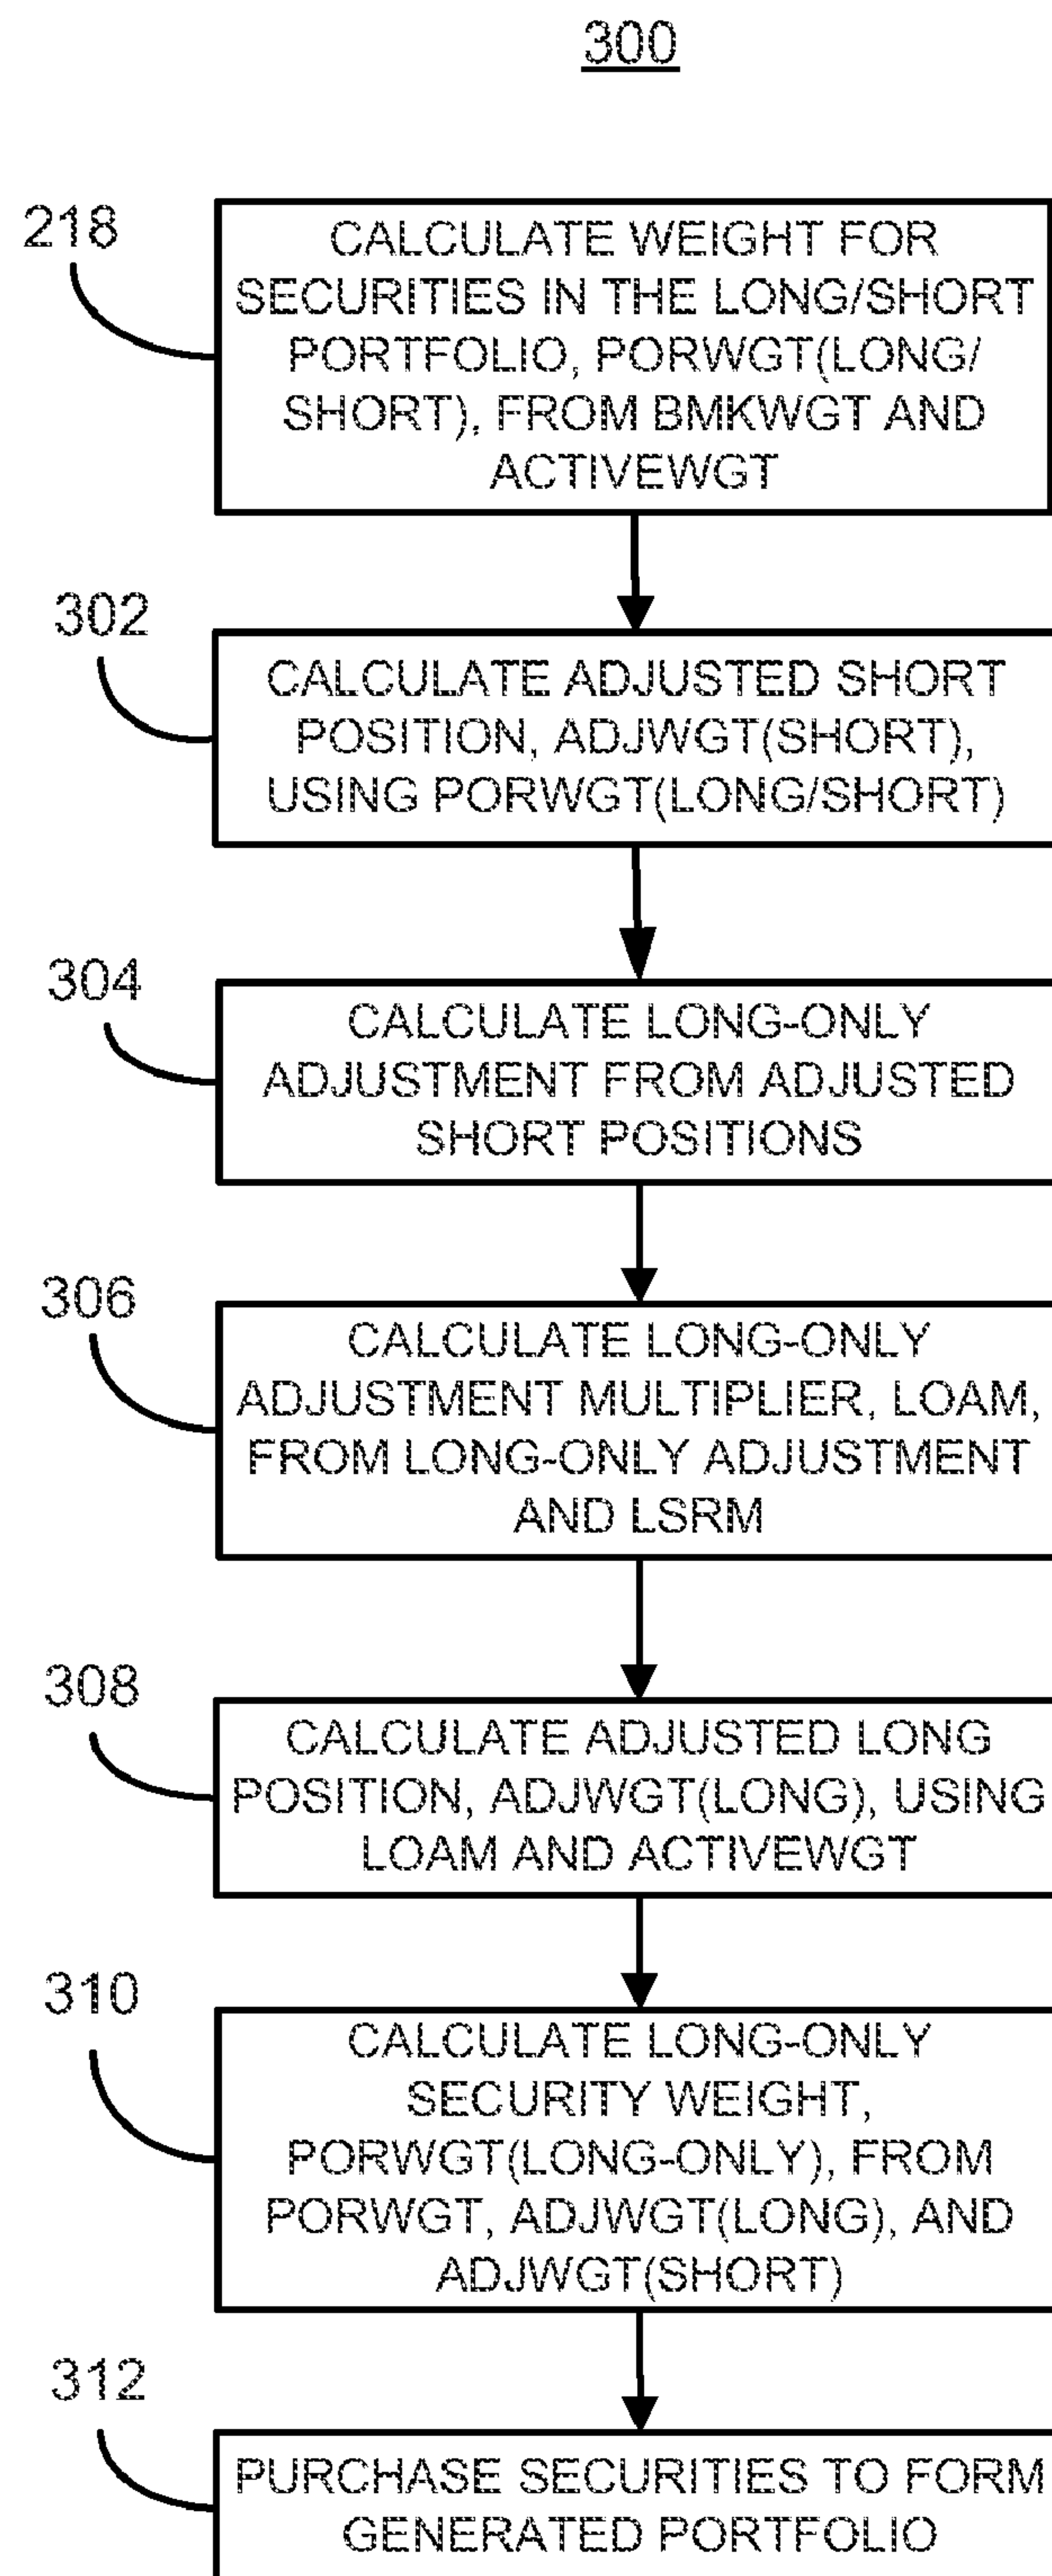 300
218
CALCULATE WEIGHT FOR
SECURITIES IN THE LONG/SHORT
PORTFOLIO, PORWGT(LONG/
SHORT), FROM BMKWGT AND
ACTIVEWGT
302
CALCULATE ADJUSTED SHORT
POSITION, ADJWGT(SHORT),
USING PORWGT(LONG/SHORT)
304
CALCULATE LONG-ONLY
ADJUSTMENT FROM ADJUSTED
SHORT POSITIONS
306
CALCULATE LONG-ONLY
ADJUSTMENT MULTIPLIER, LOAM,
FROM LONG-ONLY ADJUSTMENT
AND LSRM
308
CALCULATE ADJUSTED LONG
POSITION, ADJWGT(LONG), USING
LOAM AND ACTIVEWGT
310
CALCULATE LONG-ONLY
SECURITY WEIGHT,
PORWGT(LONG-ONLY), FROM
PORWGT, ADJWGT(LONG), AND
ADJWGT(SHORT)
312
PURCHASE SECURITIES TO FORM
GENERATED PORTFOLIO